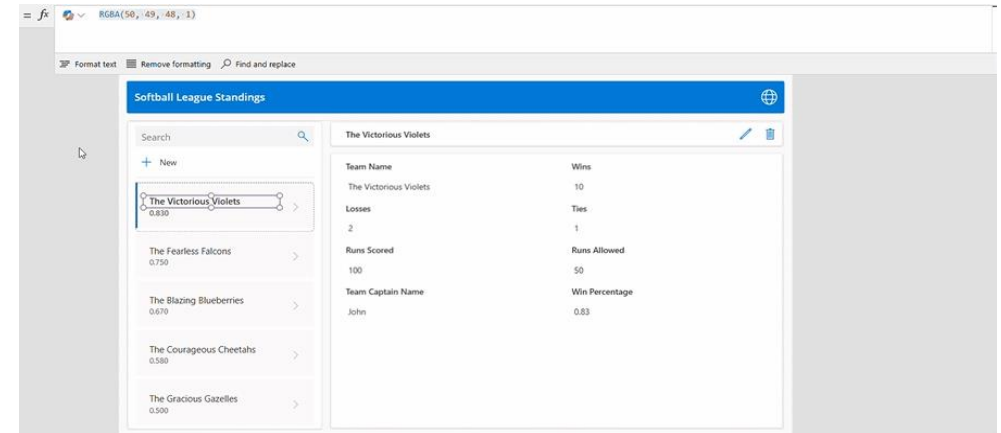 = fx RGBA(50, 49, 48, 1)
Format text Remove formatting Find and replace
Softball League Standings
Search
New
The Victorious Violets
0.830
The Fearless Falcons
0.750
The Blazing Blueberries
0.670
The Courageous Cheetahs
0.580
The Gracious Gazelles
0.500
The Victorious Violets
Team Name Wins
The Victorious Violets 10
Losses Ties
2 1
Runs Scored Runs Allowed
100 50
Team Captain Name Win Percentage
John 0.83